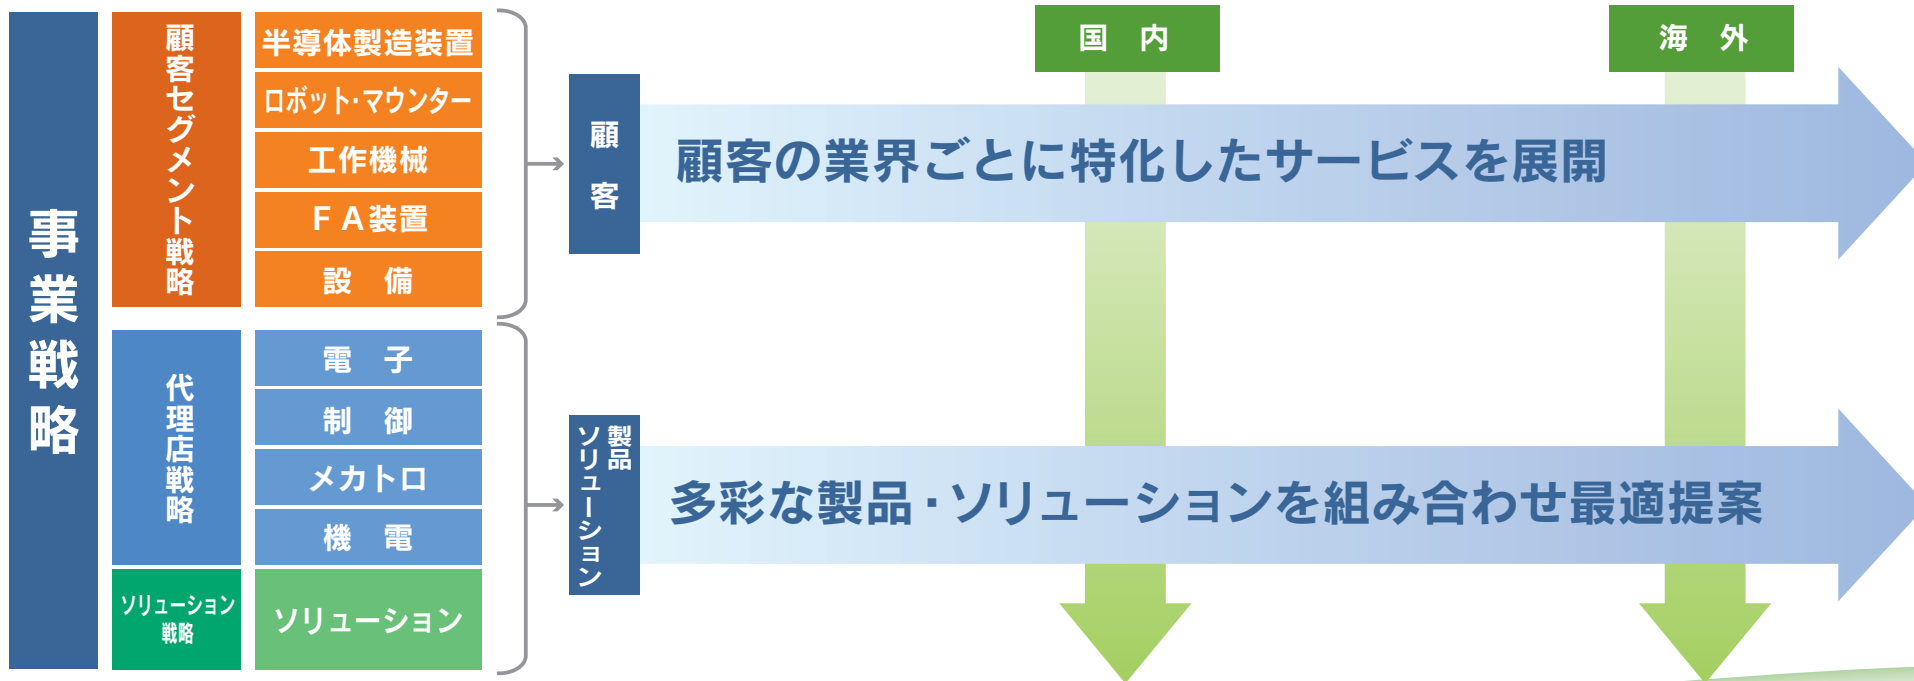 事業戦略
顧客セグメント戦略
半導体製造装置
ロボット・マウンター
工作機械
ＦＡ装置
設　備
代理店戦略
電　子
制　御
メカトロ
機　電
ソリューション
戦略
ソリューション
顧　客
製品
ソリューション
国　内
海　外
顧客の業界ごとに特化したサービスを展開
多彩な製品・ソリューションを組み合わせ最適提案